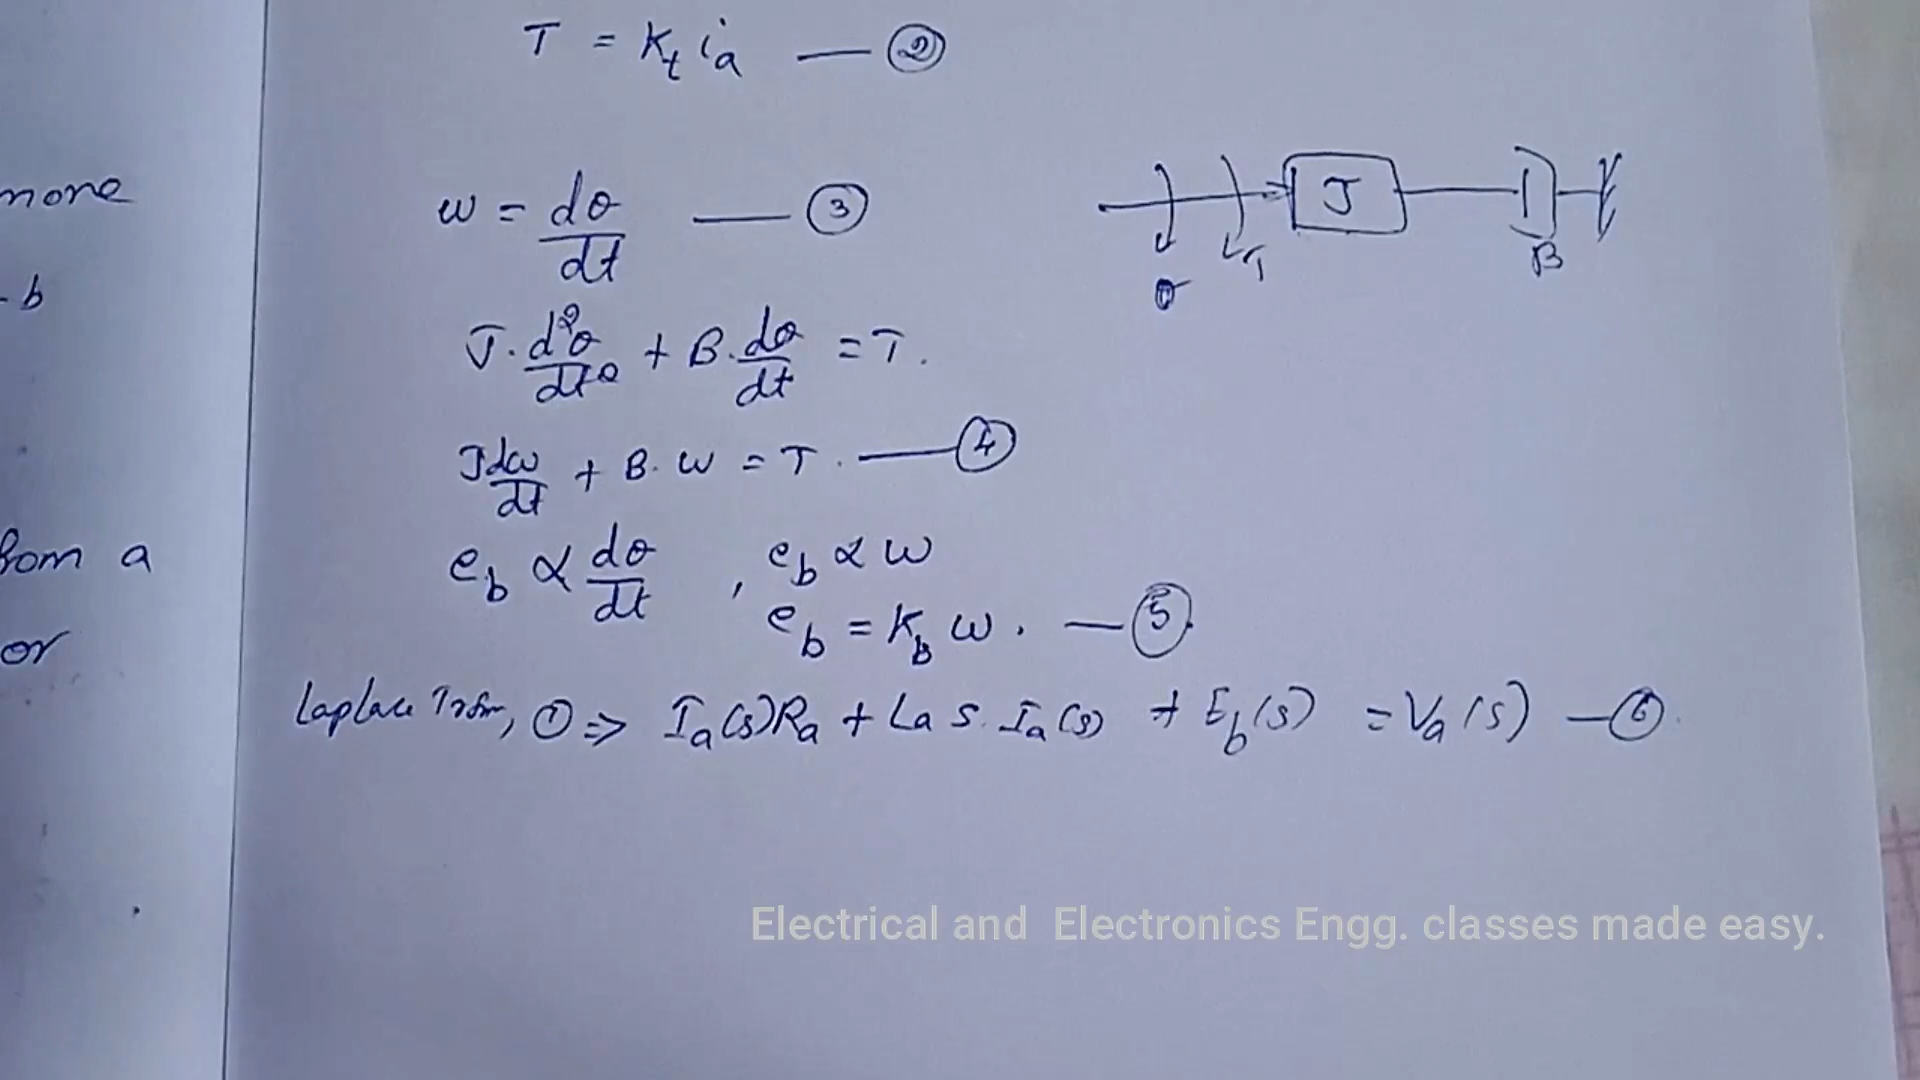 T = Kt ia — ②
more
ω = dθ/dt — ③
θ T J B
- b
J. d²θ/dt² + B. dθ/dt = T.
J dω/dt + B. ω = T. — ④
from a
eb ∝ dθ/dt , eb ∝ ω
or
eb = Kb ω. — ⑤
Laplace Trsfm, ① ⇒ Ia(s)Ra + La s. Ia(s) + Eb(s) = Va(s) — ⑥
Electrical and Electronics Engg. classes made easy.